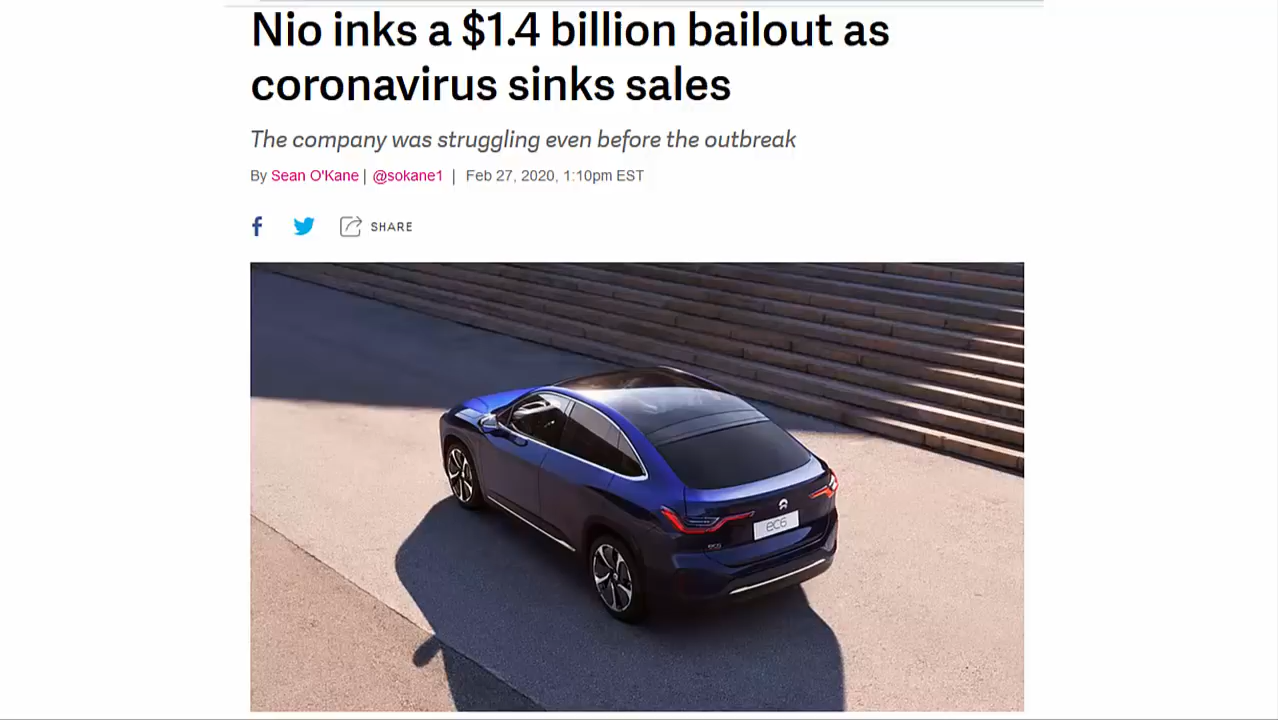 Nio inks a $1.4 billion bailout as
coronavirus sinks sales
The company was struggling even before the outbreak
By Sean O'Kane | @sokane1 | Feb 27, 2020, 1:10pm EST
SHARE
ec6